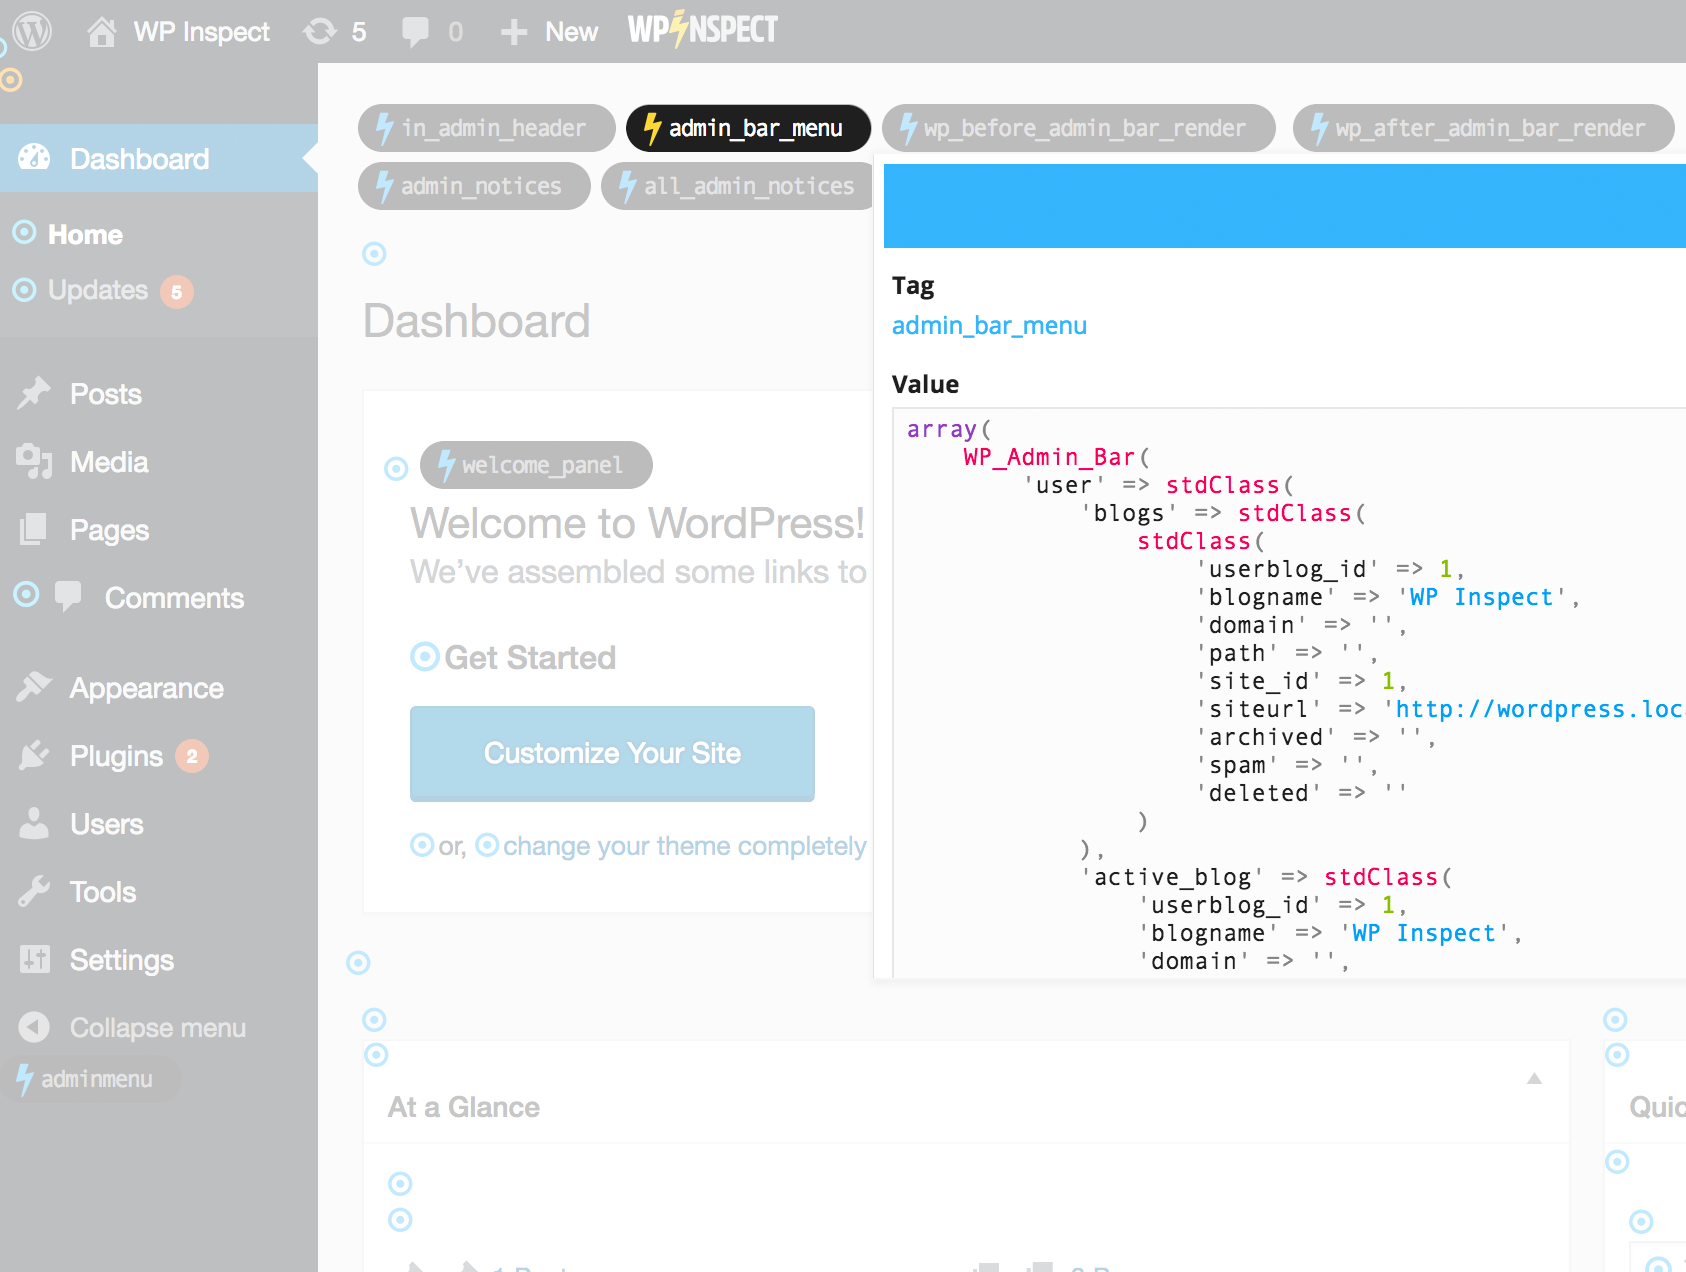 WP Inspect 5 0 New WPINSPECT
in_admin_header admin_bar_menu wp_before_admin_bar_render wp_after_admin_bar_render
admin_notices all_admin_notices
Dashboard
Home
Updates 5
Posts
Media
Pages
Comments
Appearance
Plugins 2
Users
Tools
Settings
Collapse menu
adminmenu
Dashboard
welcome_panel
Welcome to WordPress!
We've assembled some links to
Get Started
Customize Your Site
or, change your theme completely
At a Glance
Tag
admin_bar_menu
Value
array(
WP_Admin_Bar(
'user' => stdClass(
'blogs' => stdClass(
stdClass(
'userblog_id' => 1,
'blogname' => 'WP Inspect',
'domain' => '',
'path' => '',
'site_id' => 1,
'siteurl' => 'http://wordpress.loc
'archived' => '',
'spam' => '',
'deleted' => ''
)
),
'active_blog' => stdClass(
'userblog_id' => 1,
'blogname' => 'WP Inspect',
'domain' => '',
Quic